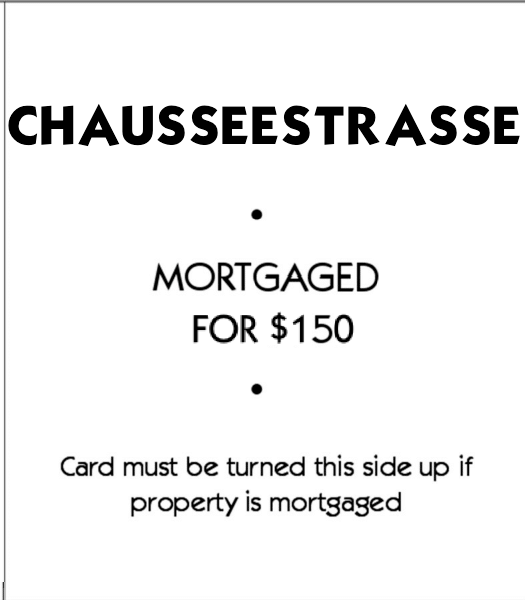 CHAUSSEESTRASSE
•
MORTGAGED
FOR $150
•
Card must be turned this side up if
property is mortgaged